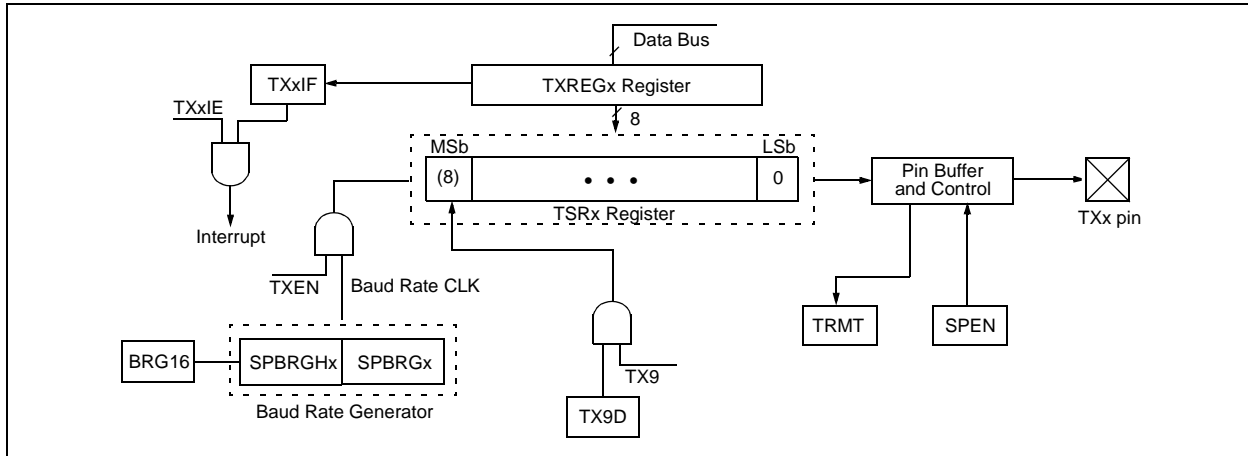 Data Bus
TXxIF
TXREGx Register
TXxIE
8
MSb
LSb
(8)
• • •
0
Pin Buffer
and Control
TSRx Register
TXx pin
Interrupt
TXEN
Baud Rate CLK
TRMT
SPEN
BRG16
SPBRGHx
SPBRGx
TX9
Baud Rate Generator
TX9D